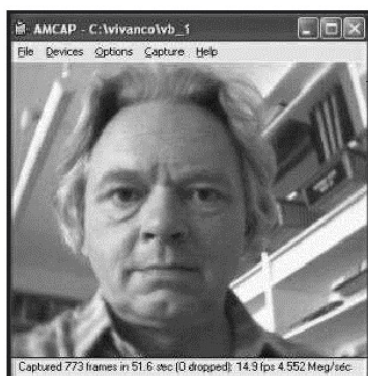 AMCAP - C:\vivanco\vb_1
File Devices Options Capture Help
Captured 773 frames in 51.6 sec (0 dropped): 14.9 fps 4.552 Meg/sec